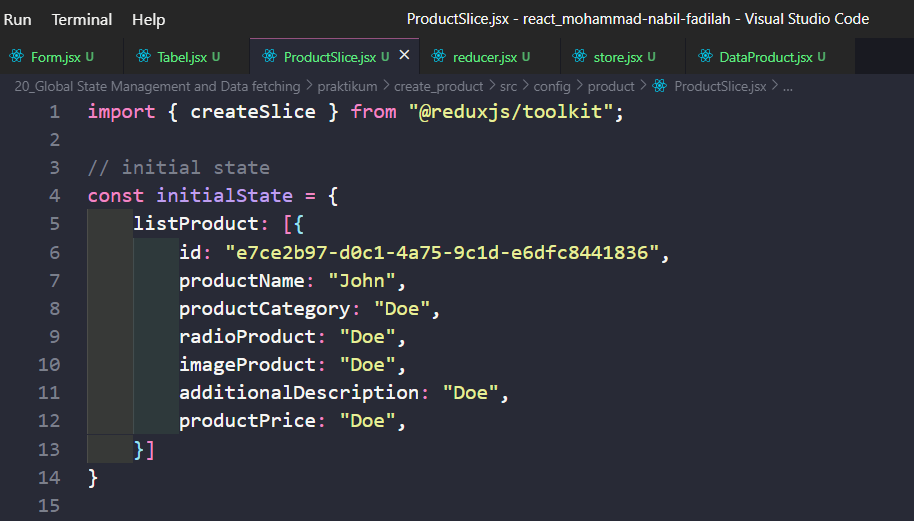 Run Terminal Help ProductSlice.jsx - react_mohammad-nabil-fadilah - Visual Studio Code
Form.jsx U Tabel.jsx U ProductSlice.jsx U × reducer.jsx U store.jsx U DataProduct.jsx U
20_Global State Management and Data fetching > praktikum > create_product > src > config > product > ProductSlice.jsx > ...
1 import { createSlice } from "@reduxjs/toolkit";
2
3 // initial state
4 const initialState = {
5 listProduct: [{
6 id: "e7ce2b97-d0c1-4a75-9c1d-e6dfc8441836",
7 productName: "John",
8 productCategory: "Doe",
9 radioProduct: "Doe",
10 imageProduct: "Doe",
11 additionalDescription: "Doe",
12 productPrice: "Doe",
13 }]
14 }
15